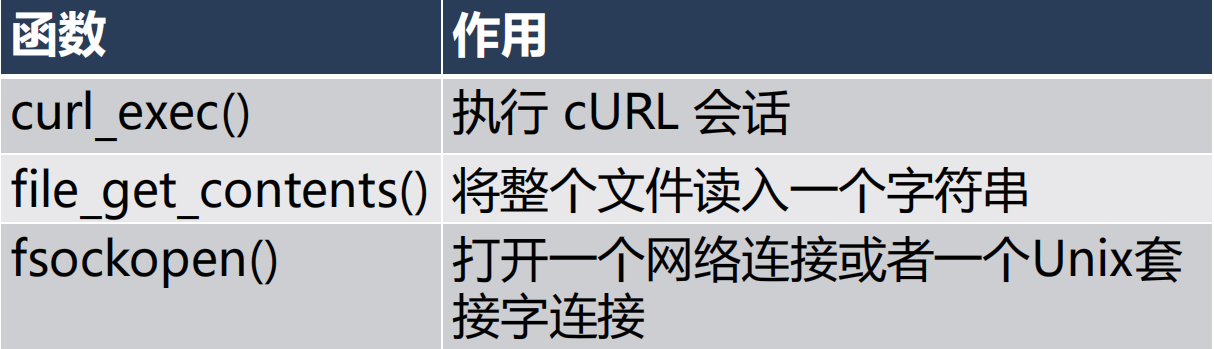 函数 作用
curl_exec() 执行 cURL 会话
file_get_contents() 将整个文件读入一个字符串
fsockopen() 打开一个网络连接或者一个Unix套
接字连接